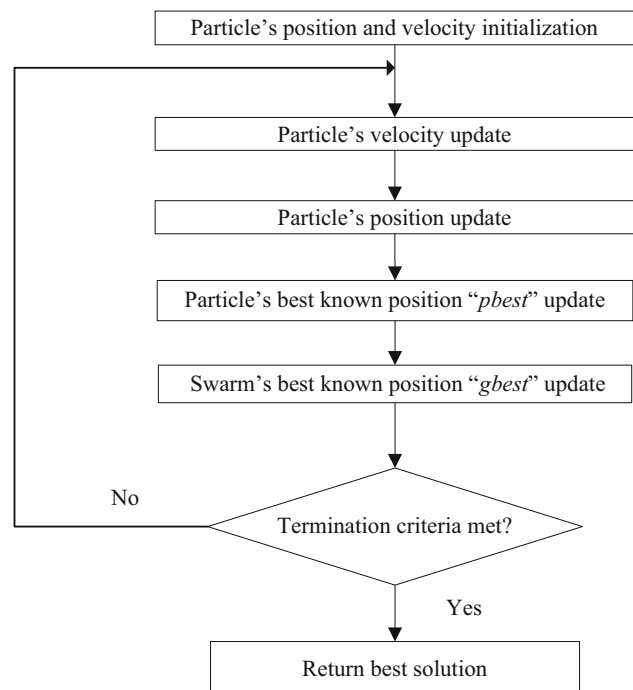 Particle’s position and velocity initialization
Particle’s velocity update
Particle’s position update
Particle’s best known position “pbest” update
Swarm’s best known position “gbest” update
No
Termination criteria met?
Yes
Return best solution